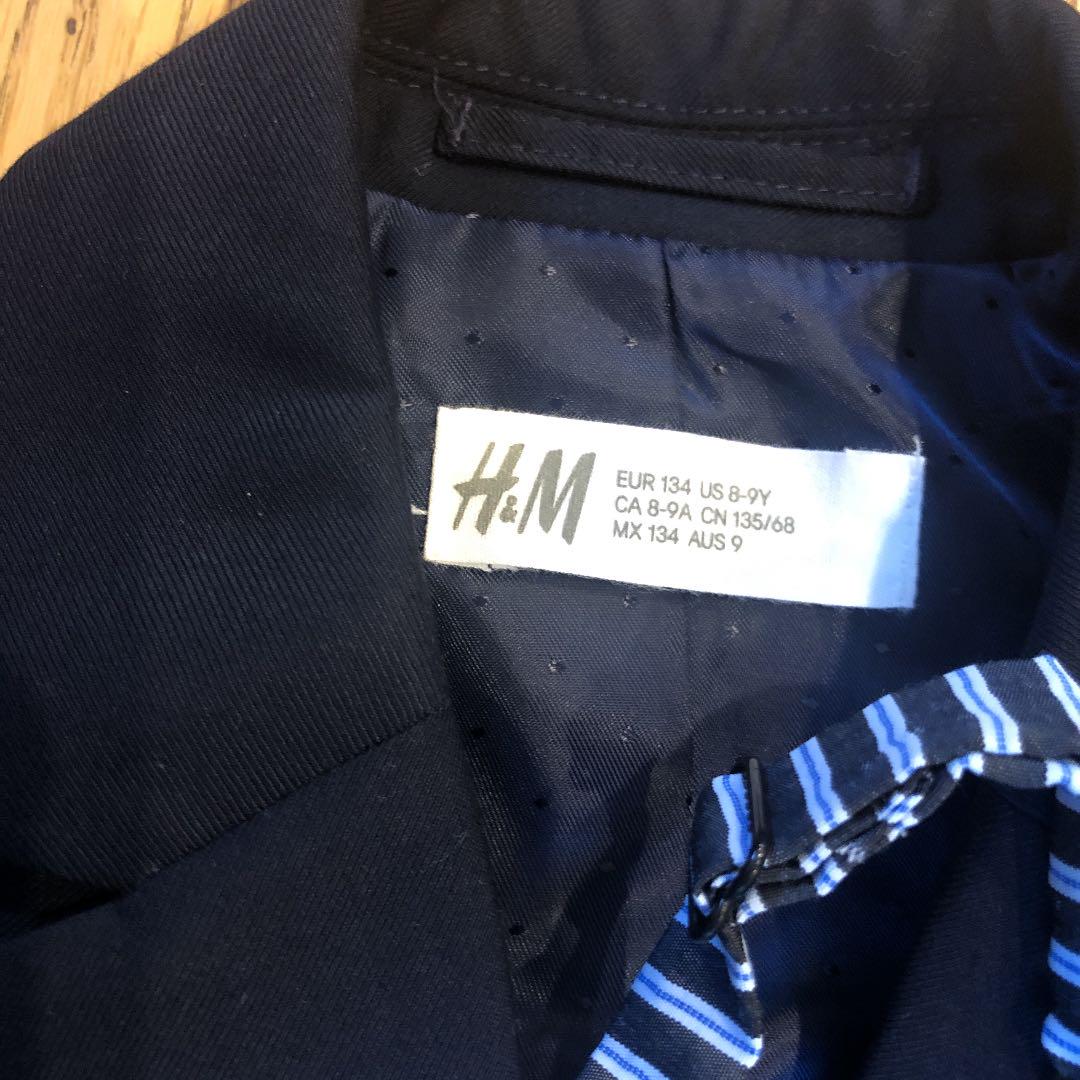 H&M
EUR 134 US 8-9Y
CA 8-9A CN 135/68
MX 134 AUS 9